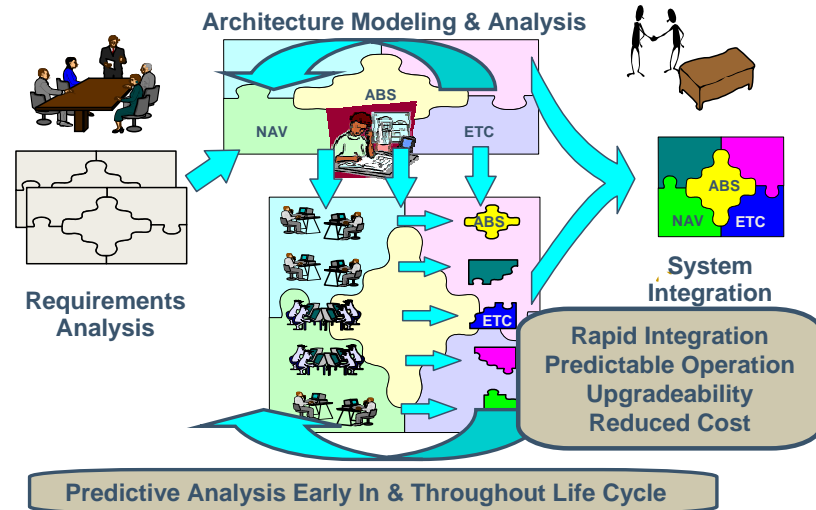 Architecture Modeling & Analysis
ABS
NAV
ETC
ABS
NAV
ETC
ABS
ETC
Requirements
Analysis
System
Integration
Rapid Integration
Predictable Operation
Upgradeability
Reduced Cost
Predictive Analysis Early In & Throughout Life Cycle